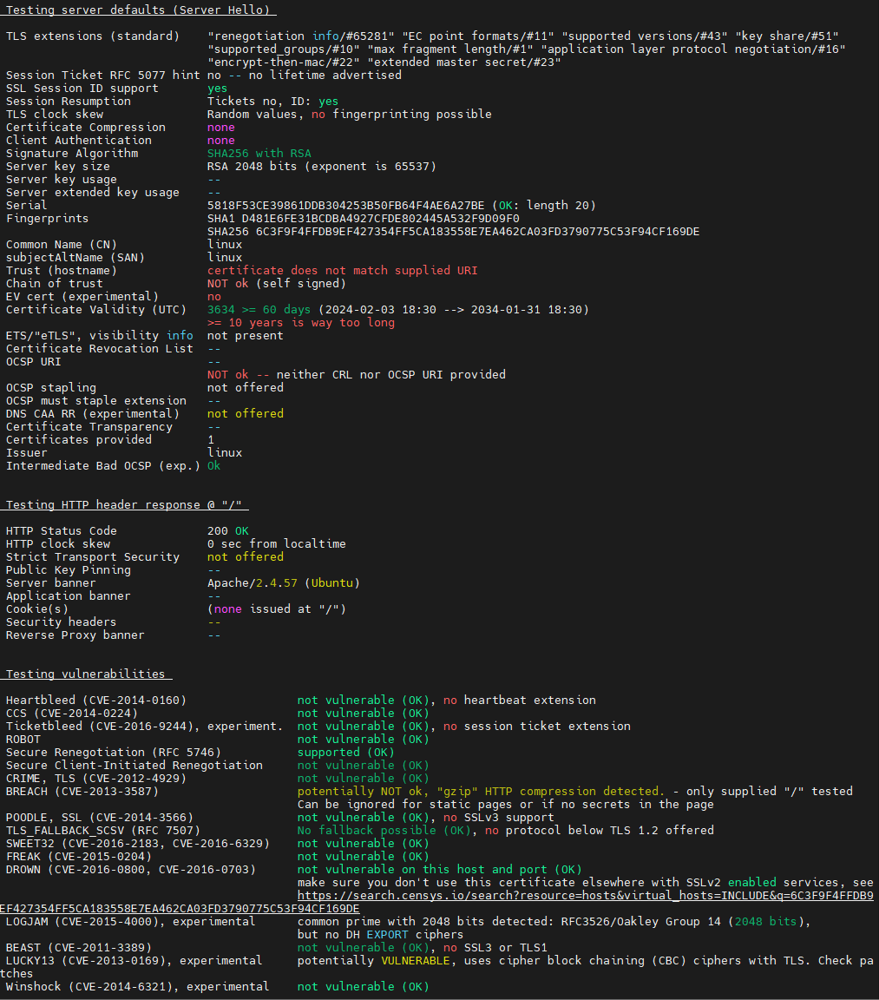 Testing server defaults (Server Hello)
TLS extensions (standard)    "renegotiation info/#65281" "EC point formats/#11" "supported versions/#43" "key share/#51"
"supported_groups/#10" "max fragment length/#1" "application layer protocol negotiation/#16"
"encrypt-then-mac/#22" "extended master secret/#23"
Session Ticket RFC 5077 hint no -- no lifetime advertised
SSL Session ID support       yes
Session Resumption           Tickets no, ID: yes
TLS clock skew               Random values, no fingerprinting possible
Certificate Compression      none
Client Authentication        none
Signature Algorithm          SHA256 with RSA
Server key size              RSA 2048 bits (exponent is 65537)
Server key usage             --
Server extended key usage    --
Serial                       5818F53CE39861DDB304253B50FB64F4AE6A27BE (OK: length 20)
Fingerprints                 SHA1 D481E6FE31BCDBA4927CFDE802445A532F9D09F0
SHA256 6C3F9F4FFDB9EF427354FF5CA183558E7EA462CA03FD3790775C53F94CF169DE
Common Name (CN)             linux
subjectAltName (SAN)         linux
Trust (hostname)             certificate does not match supplied URI
Chain of trust               NOT ok (self signed)
EV cert (experimental)       no
Certificate Validity (UTC)   3634 >= 60 days (2024-02-03 18:30 --> 2034-01-31 18:30)
>= 10 years is way too long
ETS/"eTLS", visibility info  not present
Certificate Revocation List  --
OCSP URI                     --
NOT ok -- neither CRL nor OCSP URI provided
OCSP stapling                not offered
OCSP must staple extension   --
DNS CAA RR (experimental)    not offered
Certificate Transparency     --
Certificates provided        1
Issuer                       linux
Intermediate Bad OCSP (exp.) Ok
Testing HTTP header response @ "/"
HTTP Status Code             200 OK
HTTP clock skew              0 sec from localtime
Strict Transport Security    not offered
Public Key Pinning           --
Server banner                Apache/2.4.57 (Ubuntu)
Application banner           --
Cookie(s)                    (none issued at "/")
Security headers             --
Reverse Proxy banner         --
Testing vulnerabilities
Heartbleed (CVE-2014-0160)                not vulnerable (OK), no heartbeat extension
CCS (CVE-2014-0224)                       not vulnerable (OK)
Ticketbleed (CVE-2016-9244), experiment.  not vulnerable (OK), no session ticket extension
ROBOT                                     not vulnerable (OK)
Secure Renegotiation (RFC 5746)           supported (OK)
Secure Client-Initiated Renegotiation     not vulnerable (OK)
CRIME, TLS (CVE-2012-4929)                not vulnerable (OK)
BREACH (CVE-2013-3587)                    potentially NOT ok, "gzip" HTTP compression detected. - only supplied "/" tested
Can be ignored for static pages or if no secrets in the page
POODLE, SSL (CVE-2014-3566)               not vulnerable (OK), no SSLv3 support
TLS_FALLBACK_SCSV (RFC 7507)              No fallback possible (OK), no protocol below TLS 1.2 offered
SWEET32 (CVE-2016-2183, CVE-2016-6329)    not vulnerable (OK)
FREAK (CVE-2015-0204)                     not vulnerable (OK)
DROWN (CVE-2016-0800, CVE-2016-0703)      not vulnerable on this host and port (OK)
make sure you don't use this certificate elsewhere with SSLv2 enabled services, see
https://search.censys.io/search?resource=hosts&virtual_hosts=INCLUDE&q=6C3F9F4FFDB9
EF427354FF5CA183558E7EA462CA03FD3790775C53F94CF169DE
LOGJAM (CVE-2015-4000), experimental      common prime with 2048 bits detected: RFC3526/Oakley Group 14 (2048 bits),
but no DH EXPORT ciphers
BEAST (CVE-2011-3389)                     not vulnerable (OK), no SSL3 or TLS1
LUCKY13 (CVE-2013-0169), experimental     potentially VULNERABLE, uses cipher block chaining (CBC) ciphers with TLS. Check pa
tches
Winshock (CVE-2014-6321), experimental    not vulnerable (OK)